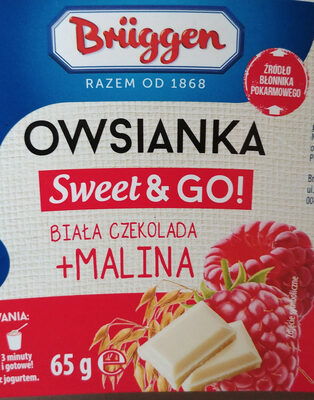 Brüggen
RAZEM OD 1868
ŹRÓDŁO
BŁONNIKA
POKARMOWEGO
OWSIANKA
Sweet & GO!
BIAŁA CZEKOLADA
+MALINA
3 minuty
i gotowe!
z jogurtem.
65 g